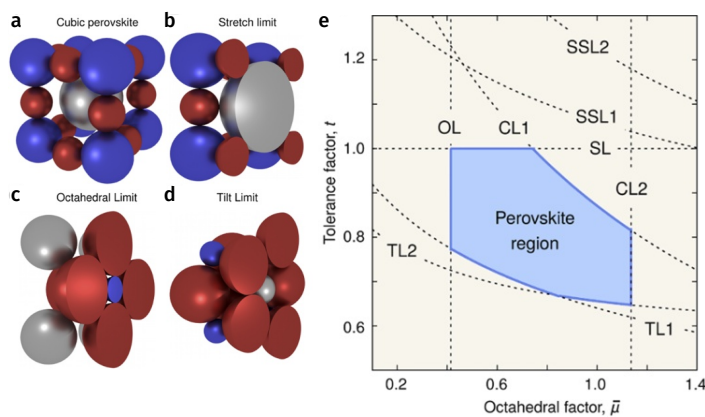 a
Cubic perovskite
b
Stretch limit
c
Octahedral Limit
d
Tilt Limit
e
Tolerance factor, t
1.2
1.0
0.8
0.6
SSL2
SSL1
OL
CL1
SL
CL2
Perovskite
region
TL2
TL1
0.2
0.6
1.0
1.4
Octahedral factor, μ̄